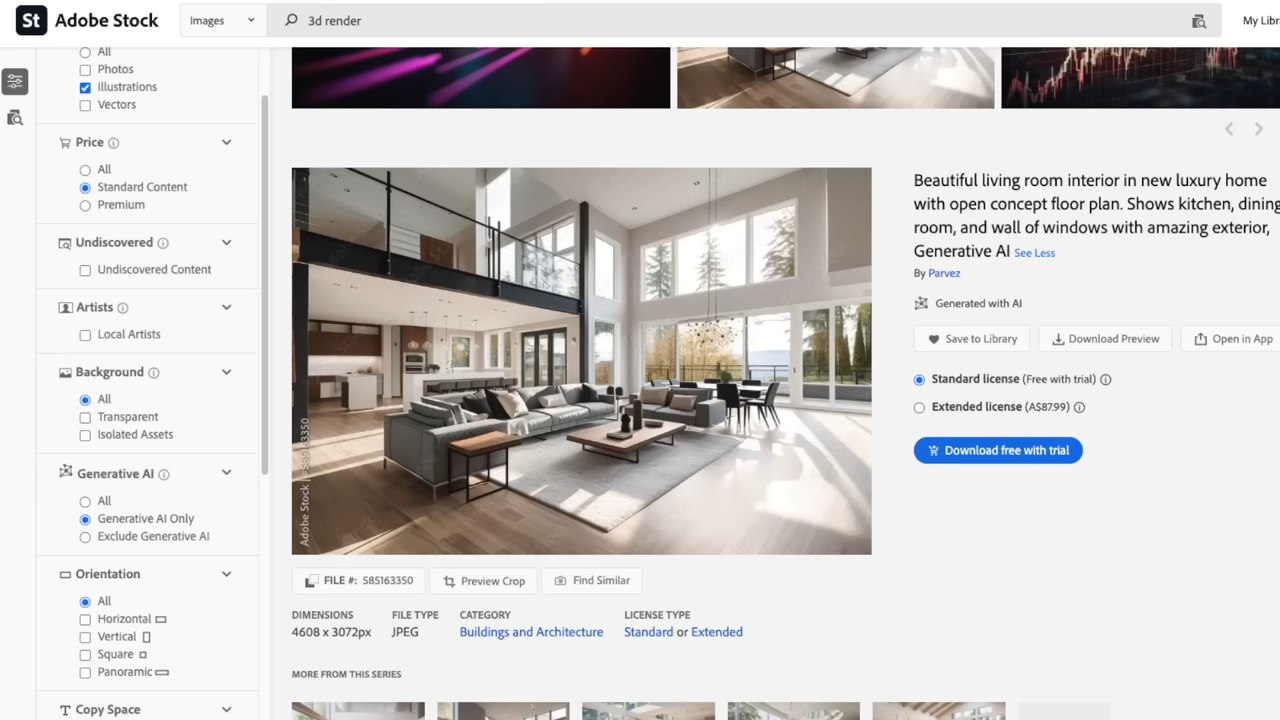 St Adobe Stock Images 3d render My Libr
All
Photos
Illustrations
Vectors
Price
All
Standard Content
Premium
Undiscovered
Undiscovered Content
Artists
Local Artists
Background
All
Transparent
Isolated Assets
Generative AI
All
Generative AI Only
Exclude Generative AI
Orientation
All
Horizontal
Vertical
Square
Panoramic
Copy Space
Adobe Stock | #585163350
Beautiful living room interior in new luxury home
with open concept floor plan. Shows kitchen, dining
room, and wall of windows with amazing exterior,
Generative AI See Less
By Parvez
Generated with AI
Save to Library Download Preview Open in App
Standard license (Free with trial)
Extended license (A$87.99)
Download free with trial
FILE #: 585163350 Preview Crop Find Similar
DIMENSIONS FILE TYPE CATEGORY LICENSE TYPE
4608 x 3072px JPEG Buildings and Architecture Standard or Extended
MORE FROM THIS SERIES